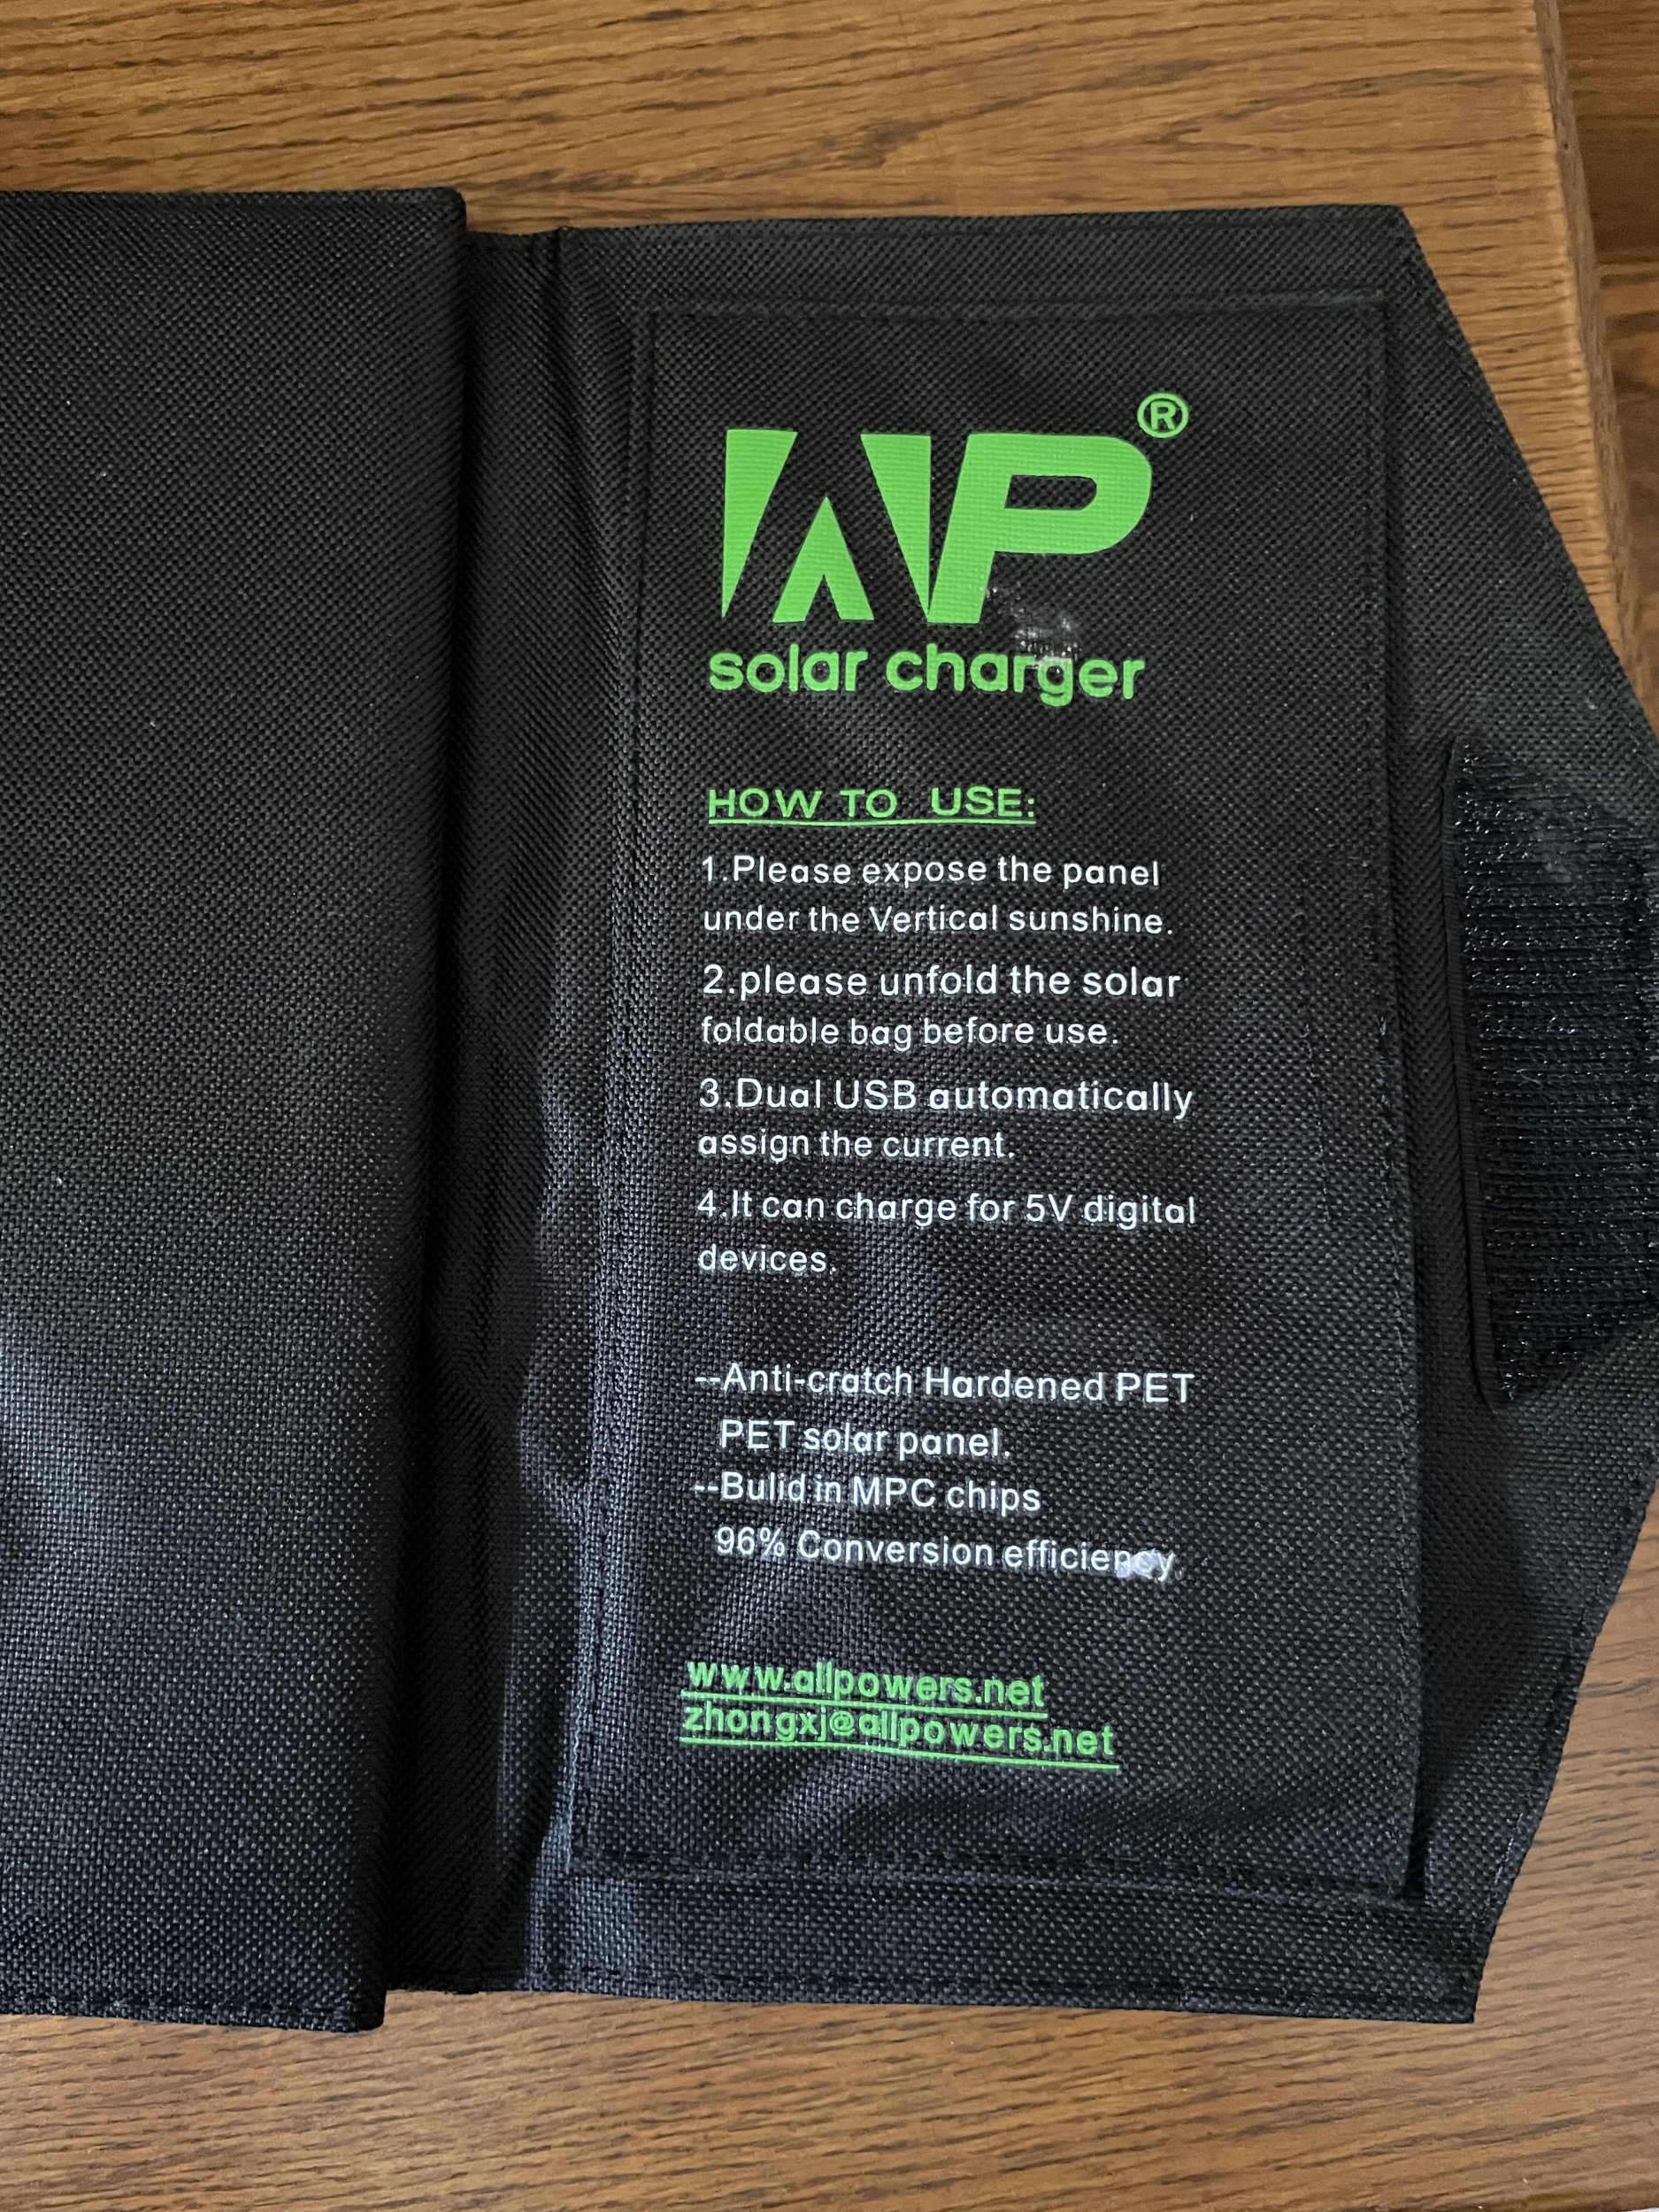 AP®
solar charger
HOW TO USE:
1.Please expose the panel
under the Vertical sunshine.
2.please unfold the solar
foldable bag before use.
3.Dual USB automatically
assign the current.
4.It can charge for 5V digital
devices.
--Anti-cratch Hardened PET
PET solar panel.
--Bulid in MPC chips
96% Conversion efficiency.
www.allpowers.net
zhongxj@allpowers.net